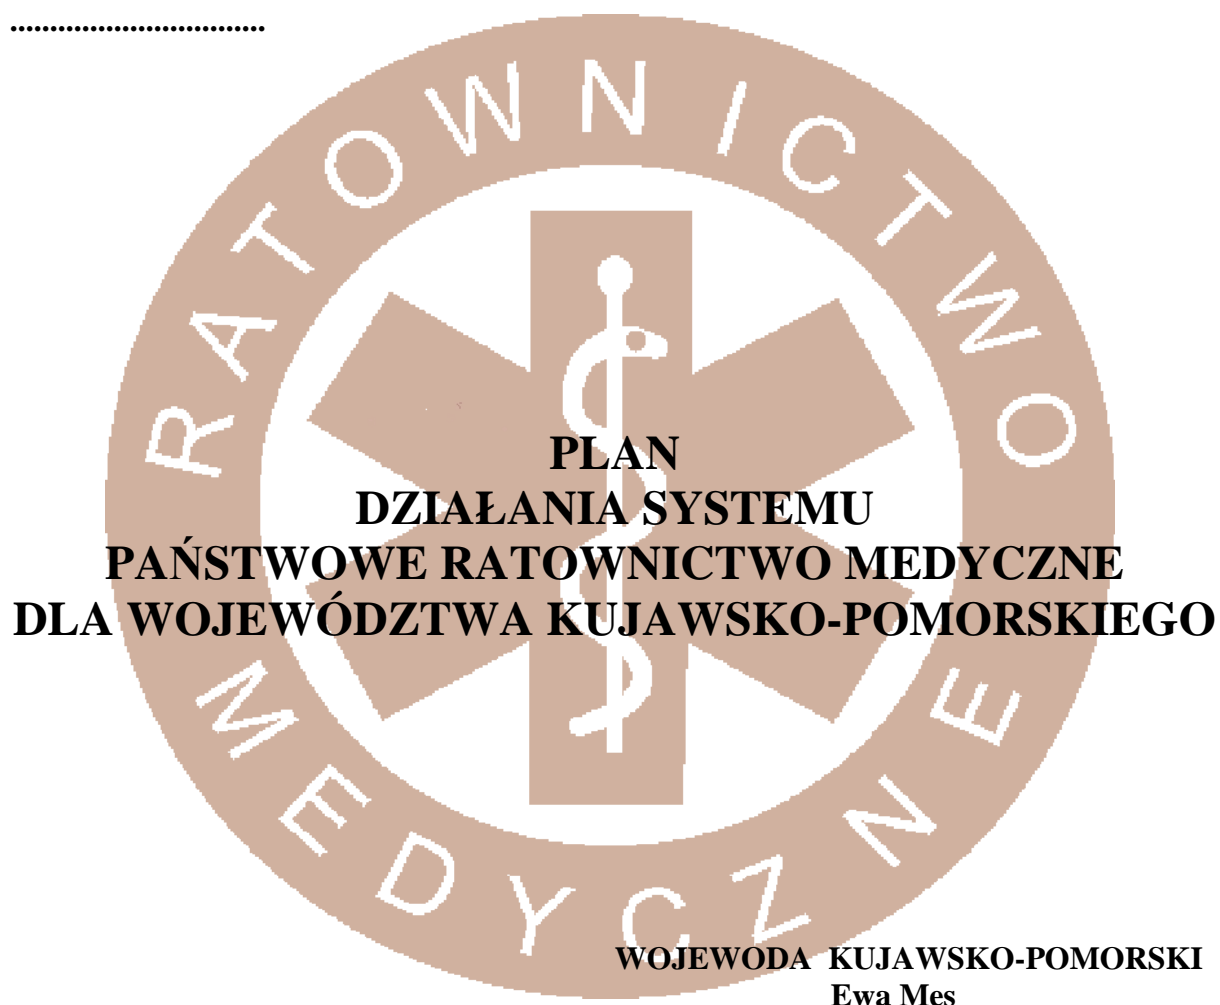 ................................
RATOWNICTWO
PLAN
DZIAŁANIA SYSTEMU
PAŃSTWOWE RATOWNICTWO MEDYCZNE
DLA WOJEWÓDZTWA KUJAWSKO-POMORSKIEGO
MEDYCZNE
WOJEWODA KUJAWSKO-POMORSKI
Ewa Mes